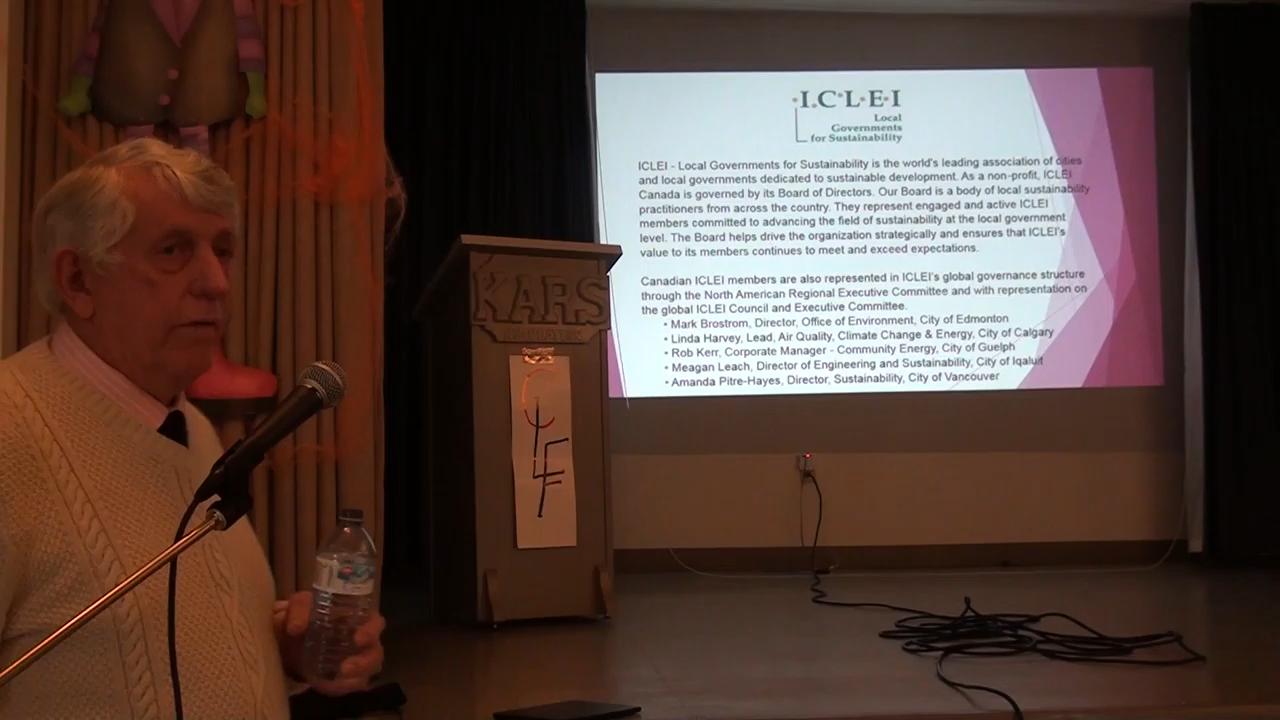 I.C.L.E.I
Local
Governments
for Sustainability
ICLEI - Local Governments for Sustainability is the world's leading association of cities
and local governments dedicated to sustainable development. As a non-profit, ICLEI
Canada is governed by its Board of Directors. Our Board is a body of local sustainability
practitioners from across the country. They represent engaged and active ICLEI
members committed to advancing the field of sustainability at the local government
level. The Board helps drive the organization strategically and ensures that ICLEI's
value to its members continues to meet and exceed expectations.
Canadian ICLEI members are also represented in ICLEI's global governance structure
through the North American Regional Executive Committee and with representation on
the global ICLEI Council and Executive Committee.
• Mark Brostrom, Director, Office of Environment, City of Edmonton
• Linda Harvey, Lead, Air Quality, Climate Change & Energy, City of Calgary
• Rob Kerr, Corporate Manager - Community Energy, City of Guelph
• Meagan Leach, Director of Engineering and Sustainability, City of Iqaluit
• Amanda Pitre-Hayes, Director, Sustainability, City of Vancouver
KARS